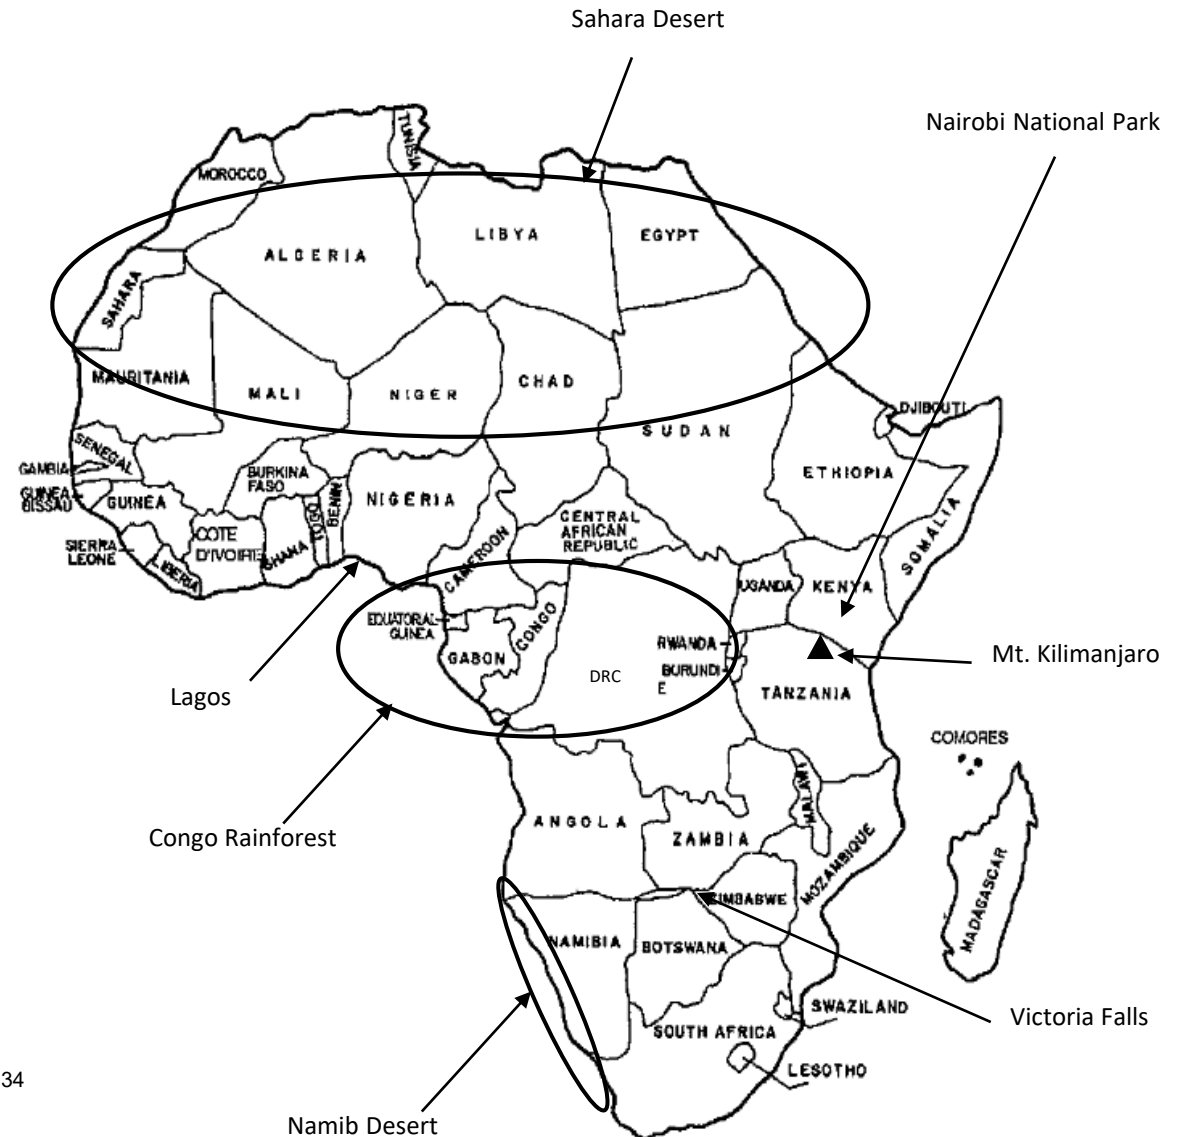 Sahara Desert
Nairobi National Park
TUNISIA
MOROCCO
LIBYA
EGYPT
ALGERIA
SAHARA
MAURITANIA
MALI
NIGER
CHAD
DJIBOUTI
SUDAN
SENEGAL
GAMBIA
BURKINA
FASO
ETHIOPIA
GUINEA
BISSAU
GUINEA
NIGERIA
BENIN
TOGO
COTE
D'IVOIRE
GHANA
CENTRAL
AFRICAN
REPUBLIC
SOMALIA
SIERRA
LEONE
LIBERIA
CAMEROON
UGANDA
KENYA
EQUATORIAL
GUINEA
CONGO
GABON
RWANDA
BURUNDI
E
DRC
Mt. Kilimanjaro
TANZANIA
Lagos
COMORES
MALAWI
ANGOLA
ZAMBIA
MOZAMBIQUE
Congo Rainforest
MADAGASCAR
ZIMBABWE
NAMIBIA
BOTSWANA
SWAZILAND
Victoria Falls
SOUTH AFRICA
LESOTHO
34
Namib Desert